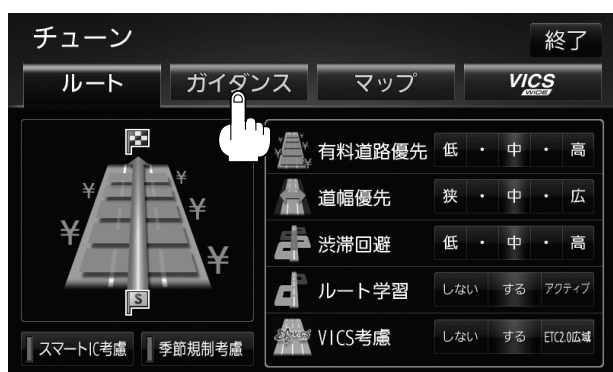 チューン 終了
ルート ガイダンス マップ VICS WIDE
有料道路優先 低 ・ 中 ・ 高
道幅優先 狭 ・ 中 ・ 広
渋滞回避 低 ・ 中 ・ 高
ルート学習 しない する アクティブ
VICS考慮 しない する ETC2.0広域
¥ ¥
¥ ¥
¥ ¥
S
スマートIC考慮 季節規制考慮